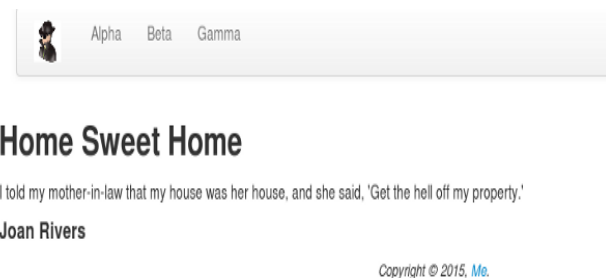 Alpha Beta Gamma
Home Sweet Home
I told my mother-in-law that my house was her house, and she said, 'Get the hell off my property.'
Joan Rivers
Copyright © 2015, Me.